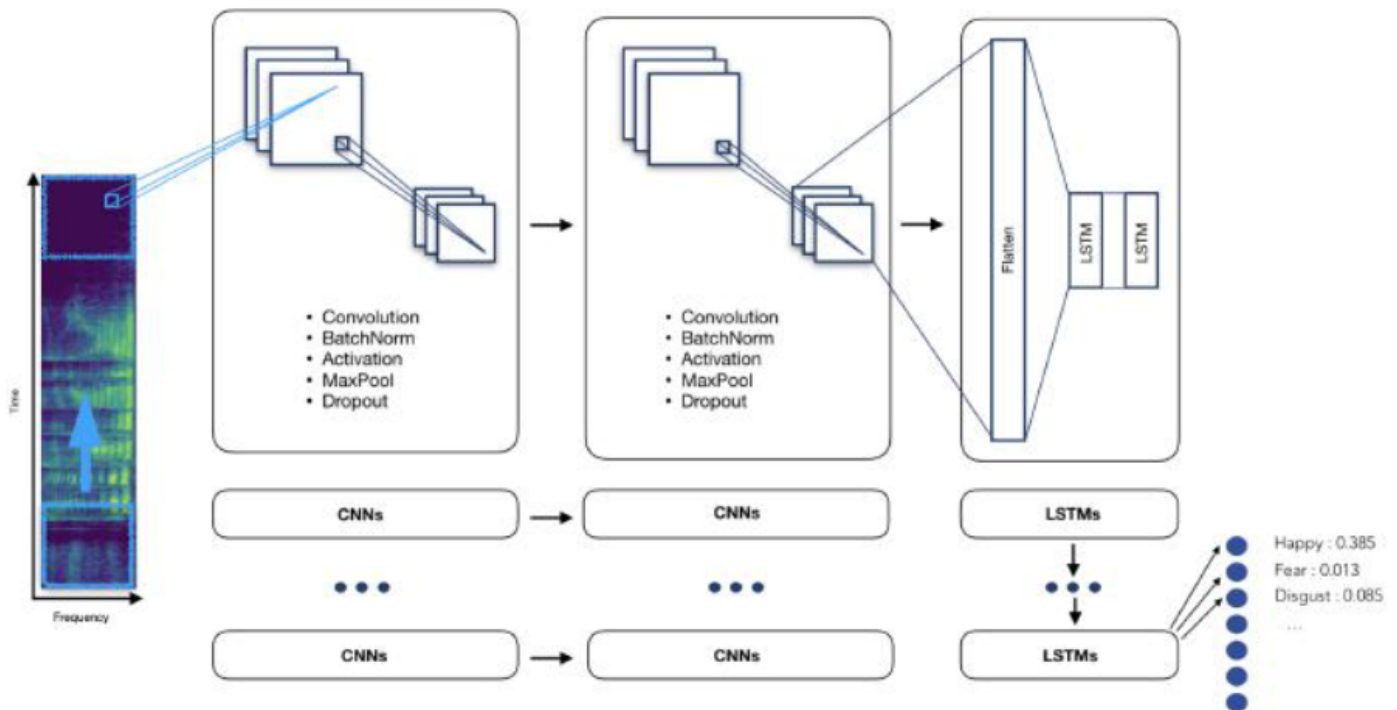 Time
Frequency
Convolution
BatchNorm
Activation
MaxPool
Dropout
Convolution
BatchNorm
Activation
MaxPool
Dropout
Flatten
LSTM
LSTM
CNNs
CNNs
LSTMs
CNNs
CNNs
LSTMs
Happy : 0.385
Fear : 0.013
Disgust : 0.085
...